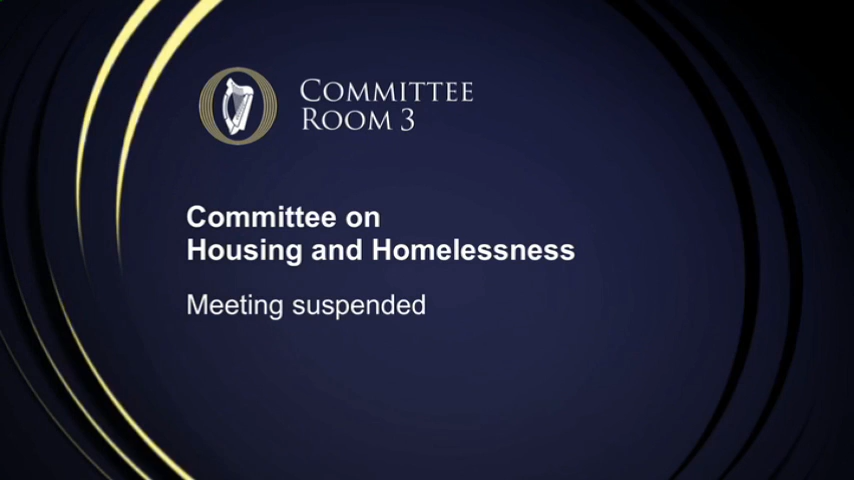 COMMITTEE
ROOM 3
Committee on
Housing and Homelessness
Meeting suspended